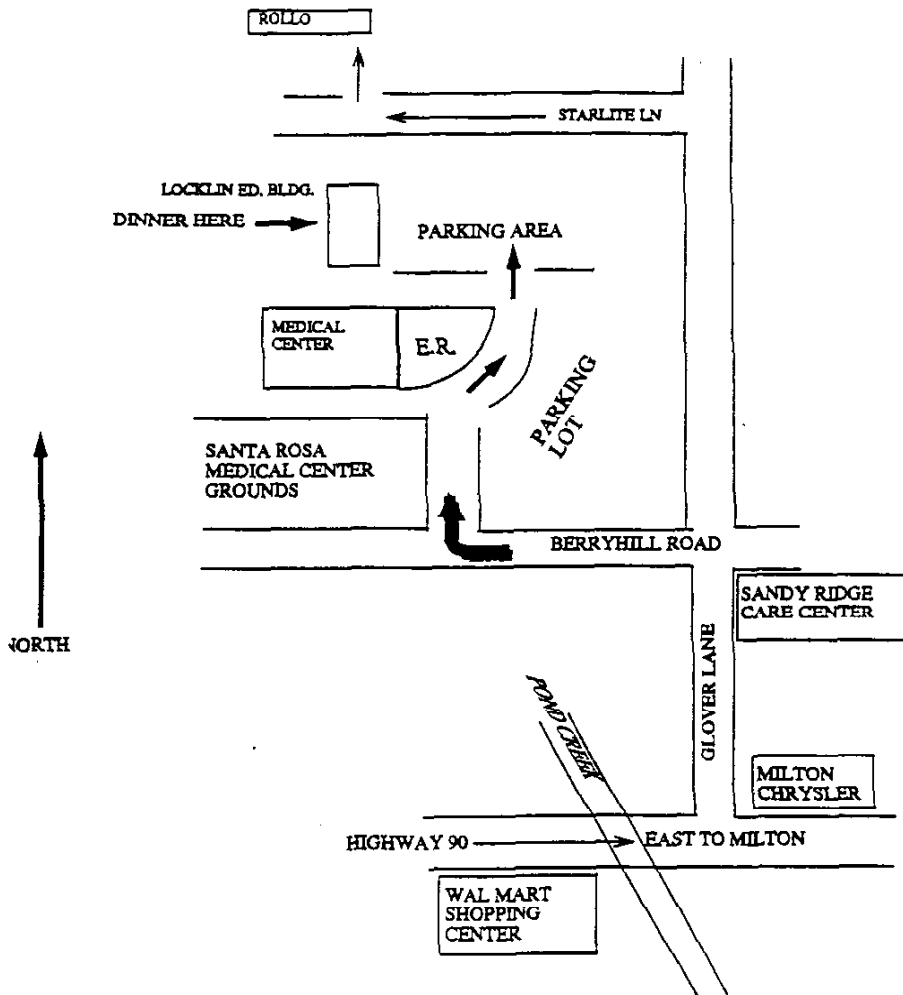 ROLLO
STARLITE LN
LOCKLIN ED. BLDG.
DINNER HERE
PARKING AREA
MEDICAL
CENTER
E.R.
PARKING
LOT
SANTA ROSA
MEDICAL CENTER
GROUNDS
BERRYHILL ROAD
SANDY RIDGE
CARE CENTER
NORTH
GLOVER LANE
POND CREEK
MILTON
CHRYSLER
HIGHWAY 90
EAST TO MILTON
WAL MART
SHOPPING
CENTER